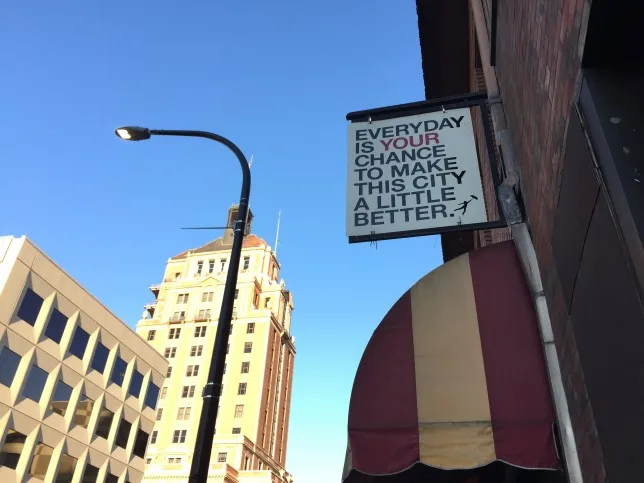 EVERYDAY
IS YOUR
CHANCE
TO MAKE
THIS CITY
A LITTLE
BETTER.